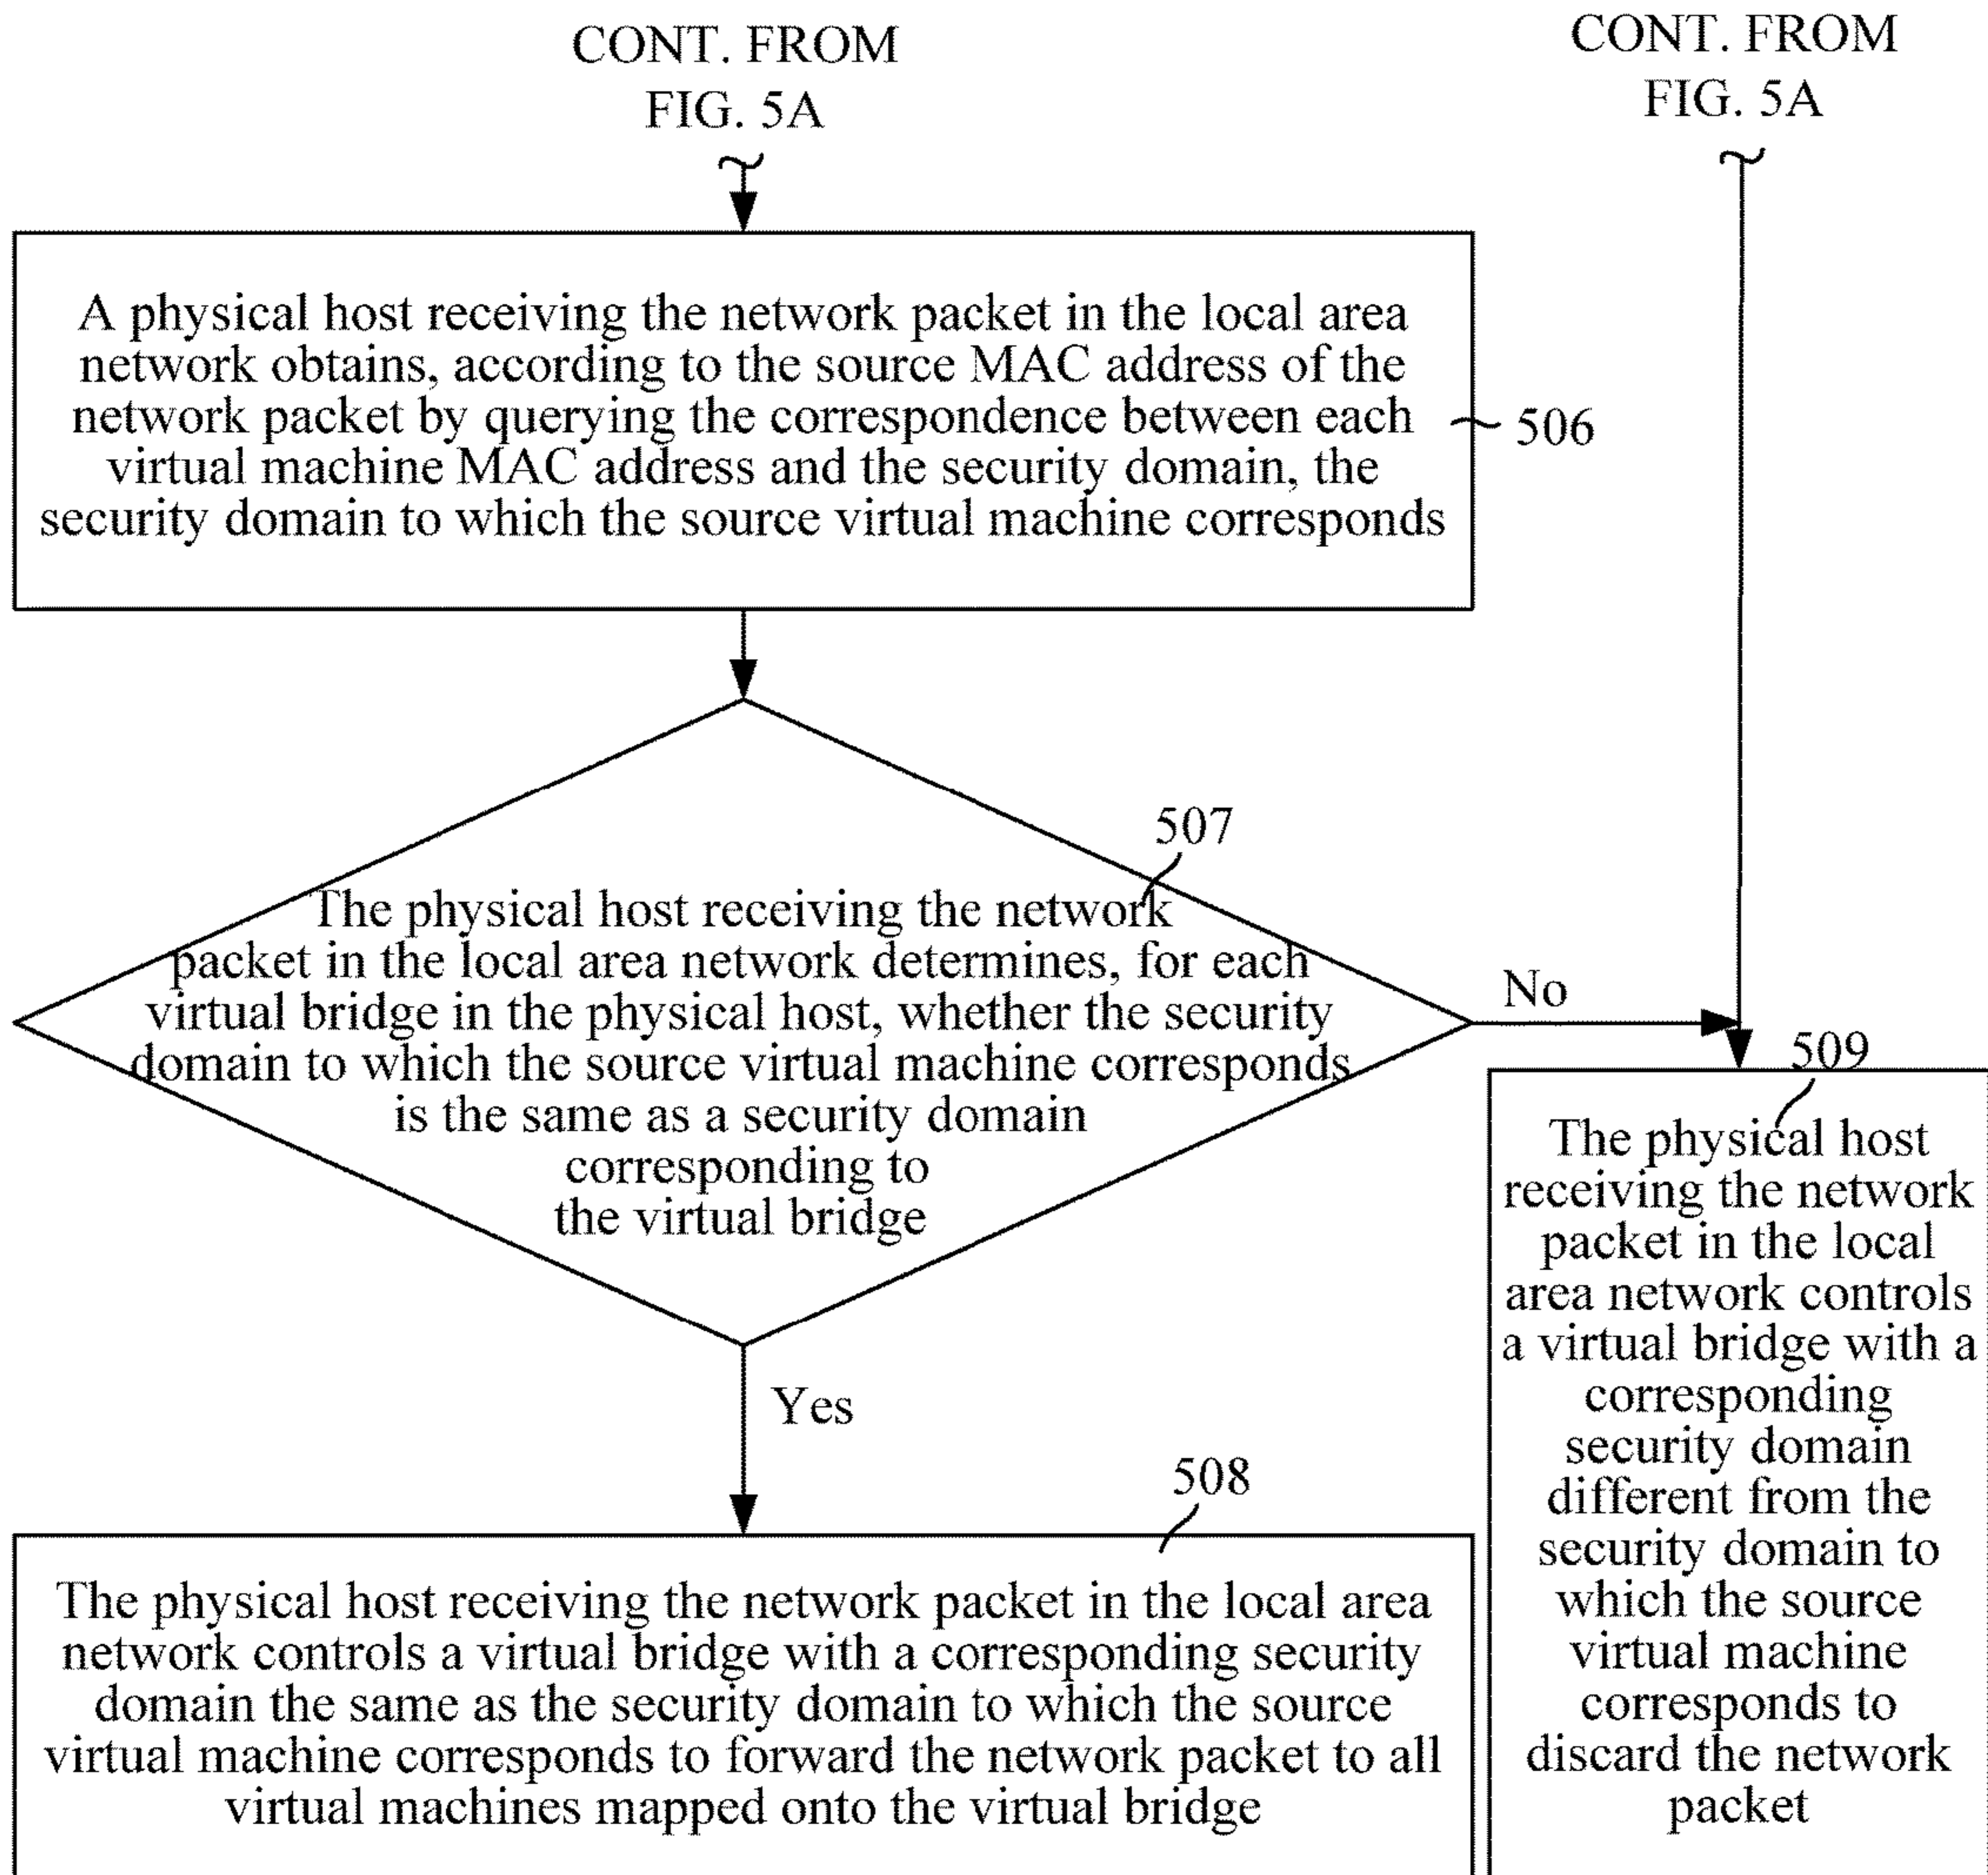 CONT. FROM
FIG. 5A
CONT. FROM
FIG. 5A
A physical host receiving the network packet in the local area
network obtains, according to the source MAC address of the
network packet by querying the correspondence between each
virtual machine MAC address and the security domain, the
security domain to which the source virtual machine corresponds
506
507
The physical host receiving the network
packet in the local area network determines, for each
virtual bridge in the physical host, whether the security
domain to which the source virtual machine corresponds
is the same as a security domain
corresponding to
the virtual bridge
No
Yes
508
The physical host receiving the network packet in the local area
network controls a virtual bridge with a corresponding security
domain the same as the security domain to which the source
virtual machine corresponds to forward the network packet to all
virtual machines mapped onto the virtual bridge
509
The physical host
receiving the network
packet in the local
area network controls
a virtual bridge with a
corresponding
security domain
different from the
security domain to
which the source
virtual machine
corresponds to
discard the network
packet